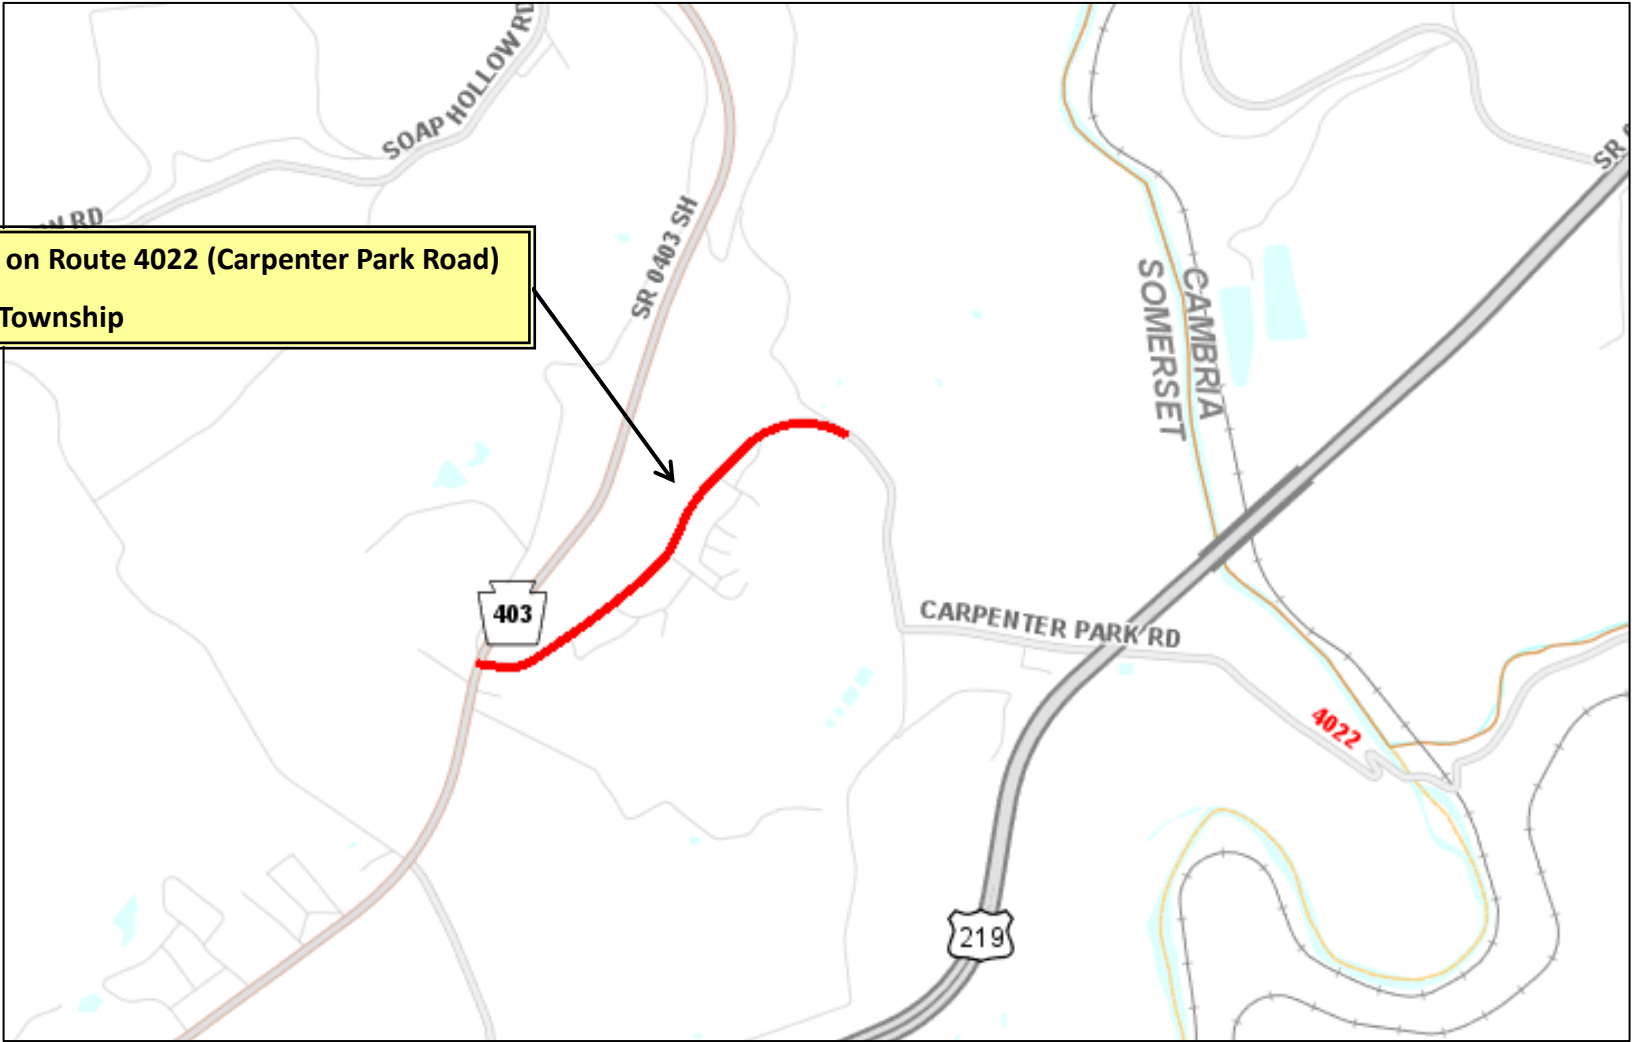 SOAP HOLLOW RD
RD
on Route 4022 (Carpenter Park Road)
Township
SR 0403 SH
SR
CAMBRIA
SOMERSET
403
CARPENTER PARK RD
4022
219